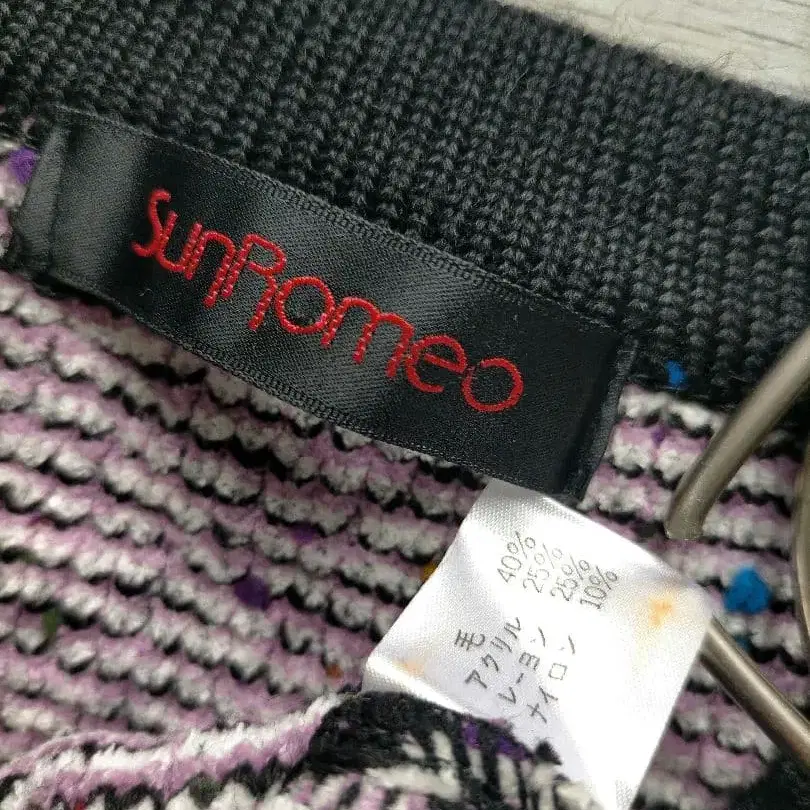 SunRomeo
毛 40%
アクリル 25%
レーヨン 25%
ナイロン 10%